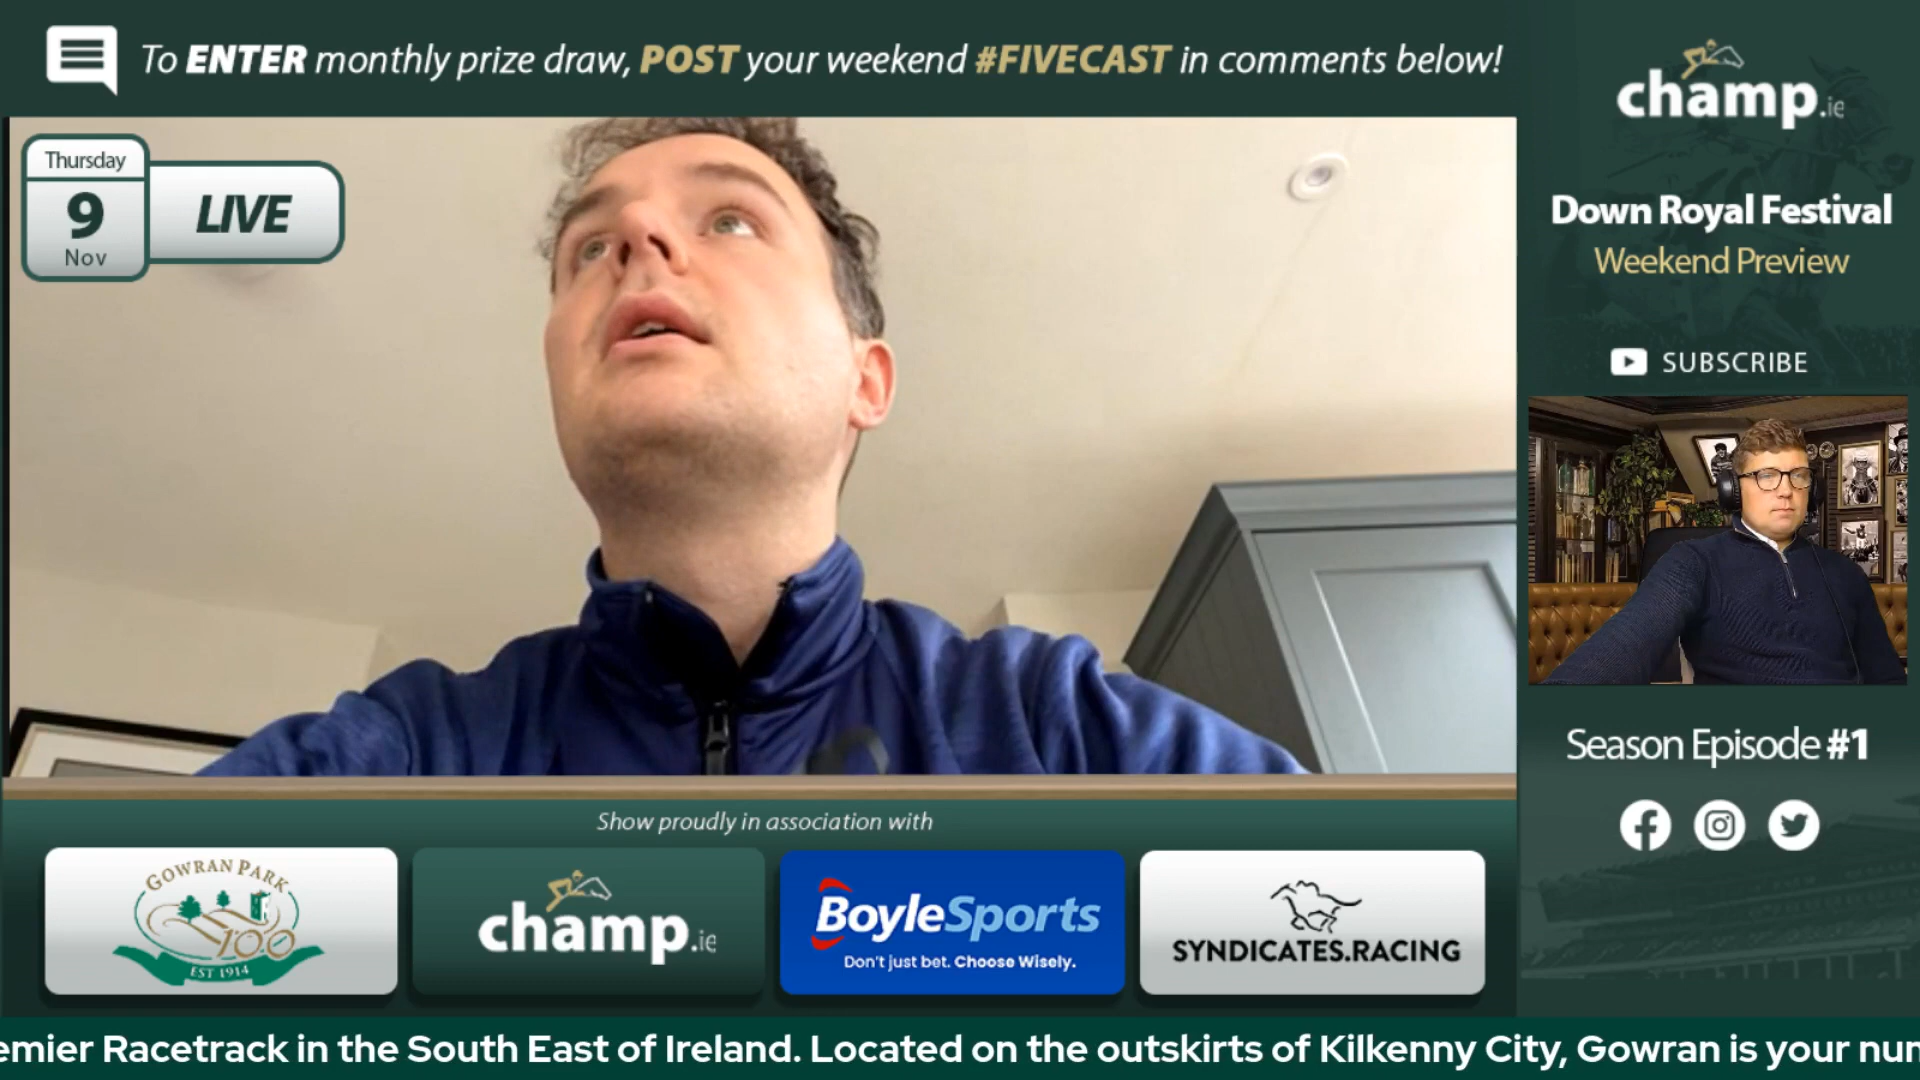 To ENTER monthly prize draw, POST your weekend #FIVECAST in comments below!
champ.ie
Thursday
9
Nov
LIVE
Down Royal Festival
Weekend Preview
SUBSCRIBE
Season Episode #1
Show proudly in association with
GOWRAN PARK
100
EST 1914
champ.ie
BoyleSports
Don't just bet. Choose Wisely.
SYNDICATES.RACING
Racetrack in the South East of Ireland. Located on the outskirts of Kilkenny City, Gowran is your